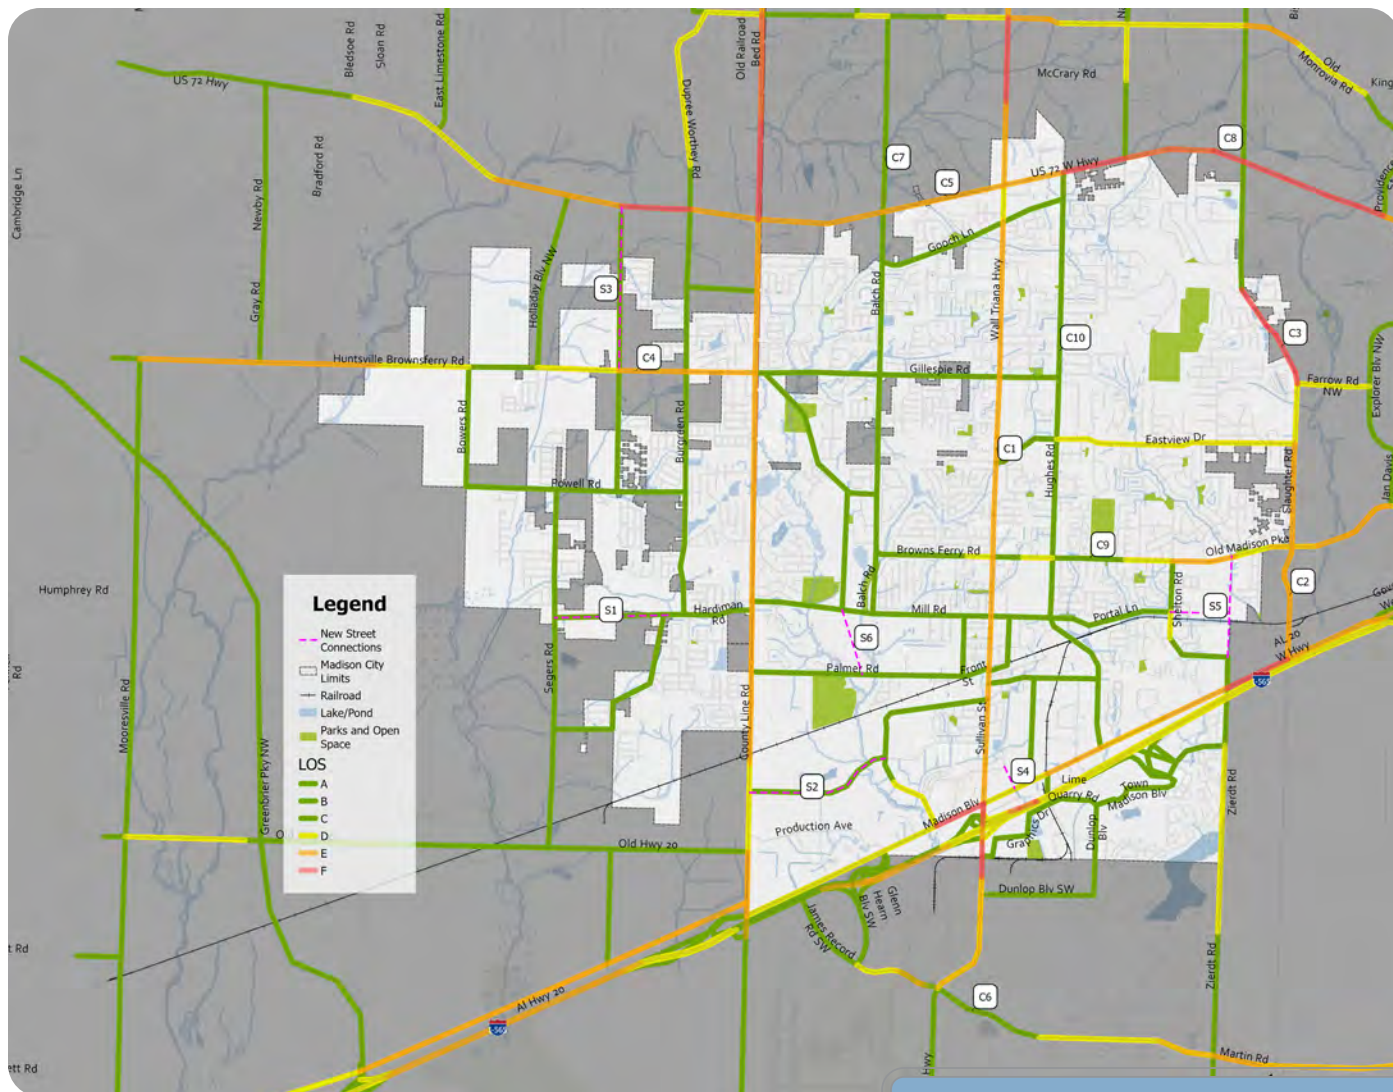 Bledsoe Rd
Sloan Rd
East Limestone Rd
Old Railroad
Bed Rd
US 72 Hwy
Dupree Worthey Rd
McCrary Rd
Old
Monrovia Rd
King
Cambridge Ln
Newby Rd
Bradford Rd
C7
C5
US 72 W Hwy
C8
Providence
Gooch Ln
Gray Rd
Holladay Blv NW
S3
Balch Rd
Wall Triana Hwy
C10
C3
Huntsville Brownsferry Rd
C4
Gillespie Rd
Farrow Rd
NW
Explorer Blv NW
Bowers Rd
Burgreen Rd
C1
Hughes Rd
Eastview Dr
Slaughter Rd
Jan Davis
Powell Rd
Browns Ferry Rd
C9
Old Madison Pke
Humphrey Rd
Balch Rd
Shelton Rd
C2
S1
Hardiman
Rd
Mill Rd
Portal Ln
S5
S6
AL 20
W Hwy
Rd
Mooresville Rd
Segers Rd
Palmer Rd
Front
St
County Line Rd
Sullivan St
Greenbrier Pky NW
S2
S4
Lime
Quarry Rd
Town
Madison Blv
Zierdt Rd
Madison Blv
Production Ave
Graphics Dr
Dunlop
Blv
Old Hwy 20
Dunlop Blv SW
Glenn
Hearn
Blv SW
James Record
Rd SW
t Rd
Zierdt Rd
Al Hwy 20
I-565
I-565
C6
Martin Rd
ett Rd
Hwy
Legend
New Street
Connections
Madison City
Limits
Railroad
Lake/Pond
Parks and Open
Space
LOS
A
B
C
D
E
F